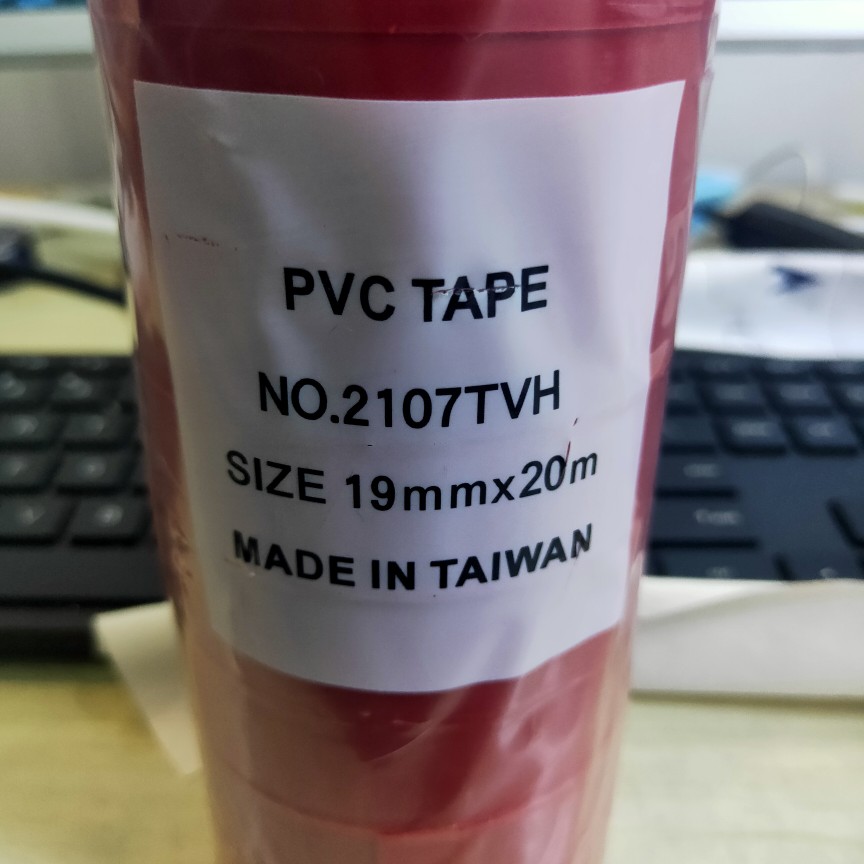 PVC TAPE
NO.2107TVH
SIZE 19mmx20m
MADE IN TAIWAN